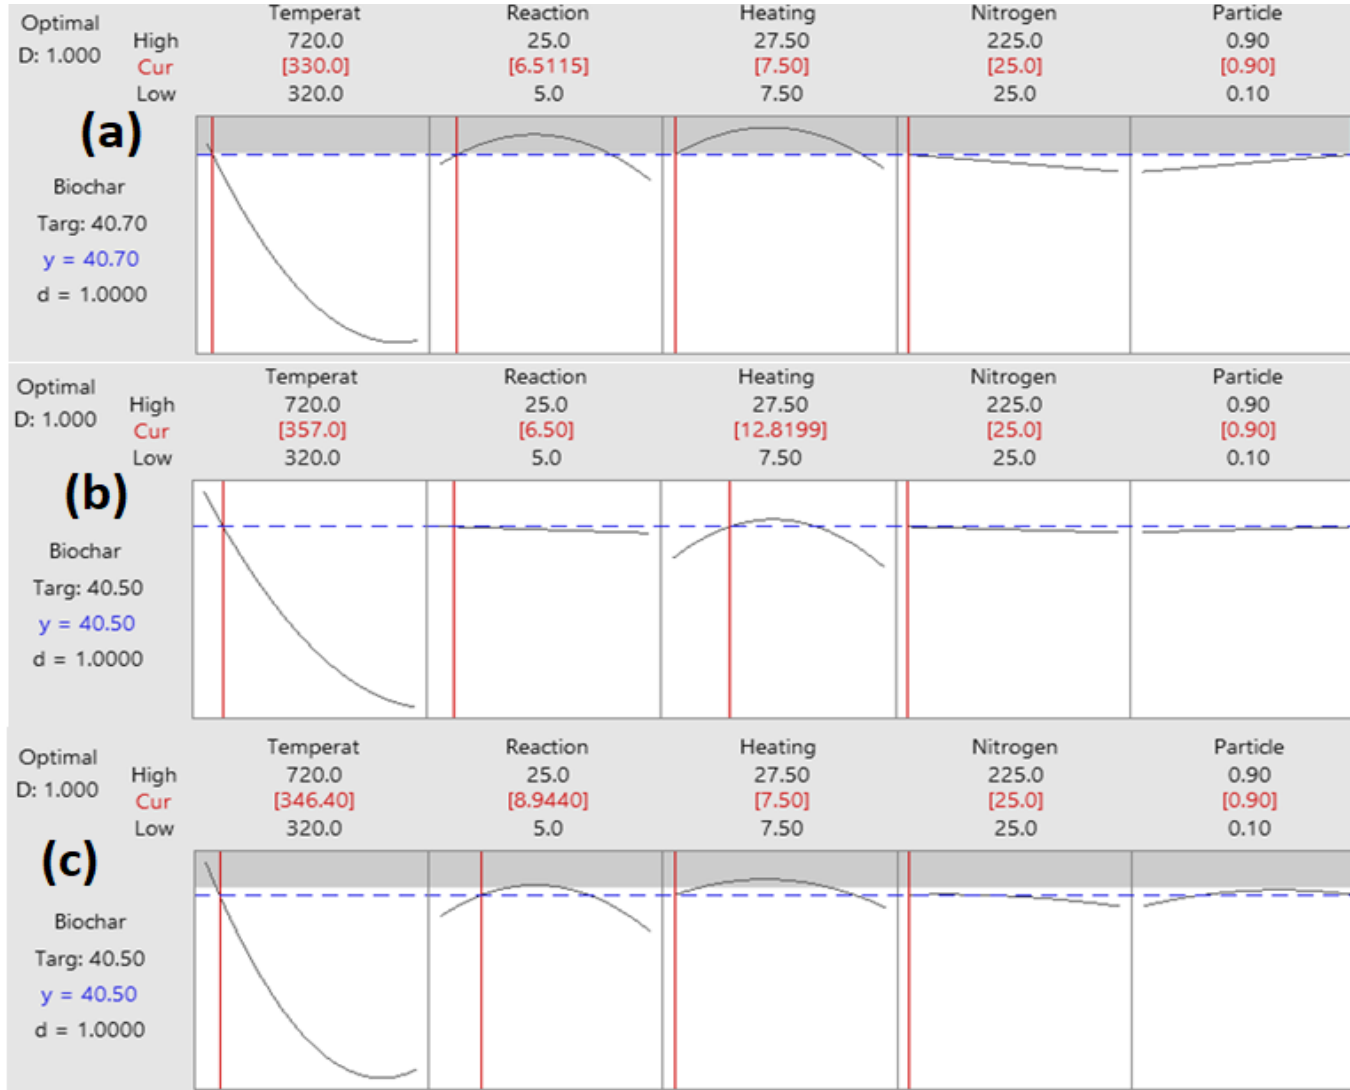 Optimal
D: 1.000
High
Cur
Low
Temperat
720.0
[330.0]
320.0
Reaction
25.0
[6.5115]
5.0
Heating
27.50
[7.50]
7.50
Nitrogen
225.0
[25.0]
25.0
Particle
0.90
[0.90]
0.10
(a)
Biochar
Targ: 40.70
y = 40.70
d = 1.0000
Optimal
D: 1.000
High
Cur
Low
Temperat
720.0
[357.0]
320.0
Reaction
25.0
[6.50]
5.0
Heating
27.50
[12.8199]
7.50
Nitrogen
225.0
[25.0]
25.0
Particle
0.90
[0.90]
0.10
(b)
Biochar
Targ: 40.50
y = 40.50
d = 1.0000
Optimal
D: 1.000
High
Cur
Low
Temperat
720.0
[346.40]
320.0
Reaction
25.0
[8.9440]
5.0
Heating
27.50
[7.50]
7.50
Nitrogen
225.0
[25.0]
25.0
Particle
0.90
[0.90]
0.10
(c)
Biochar
Targ: 40.50
y = 40.50
d = 1.0000